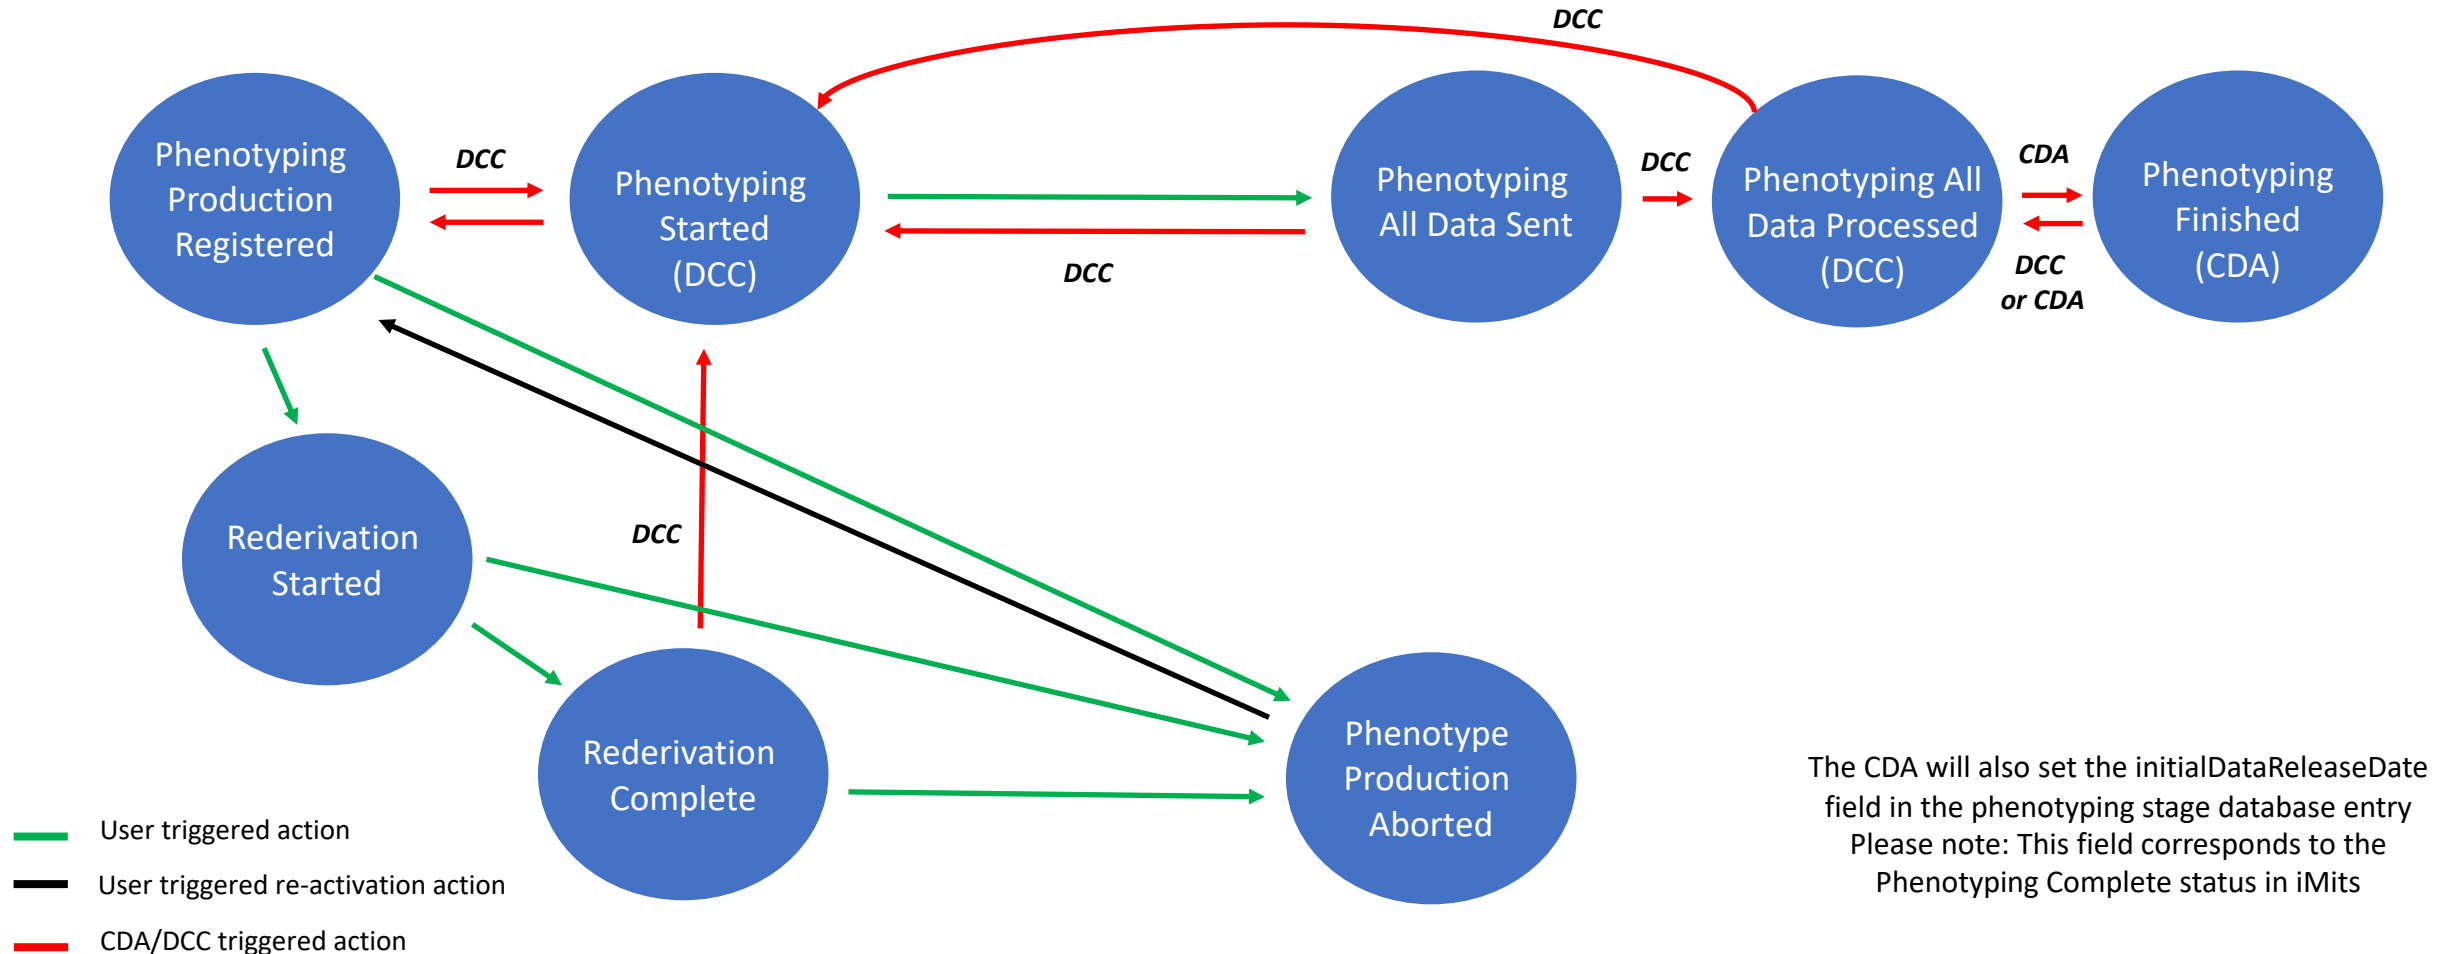 DCC
Phenotyping
Production
Registered
DCC
Phenotyping
Started
(DCC)
DCC
Phenotyping
All Data Sent
DCC
Phenotyping All
Data Processed
(DCC)
CDA
DCC
or CDA
Phenotyping
Finished
(CDA)
Rederivation
Started
DCC
Rederivation
Complete
Phenotype
Production
Aborted
The CDA will also set the initialDataReleaseDate
field in the phenotyping stage database entry
Please note: This field corresponds to the
Phenotyping Complete status in iMits
User triggered action
User triggered re-activation action
CDA/DCC triggered action